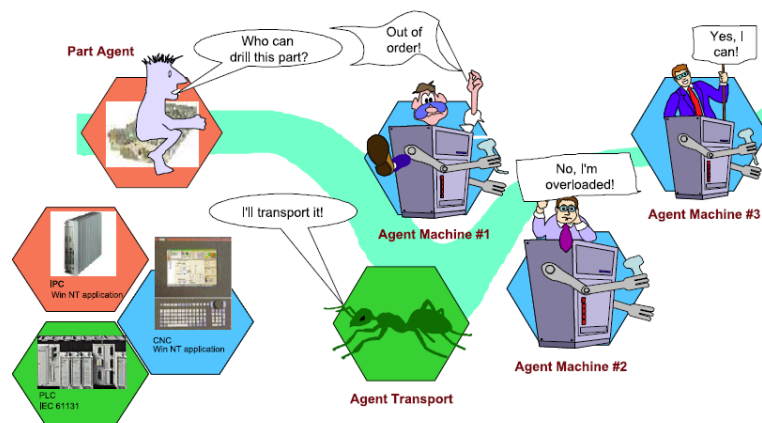 Part Agent
Who can
drill this part?
Out of
order!
Yes, I
can!
No, I'm
overloaded!
Agent Machine #3
Agent Machine #1
I'll transport it!
IPC
Win NT application
CNC
Win NT application
Agent Machine #2
PLC
IEC 61131
Agent Transport